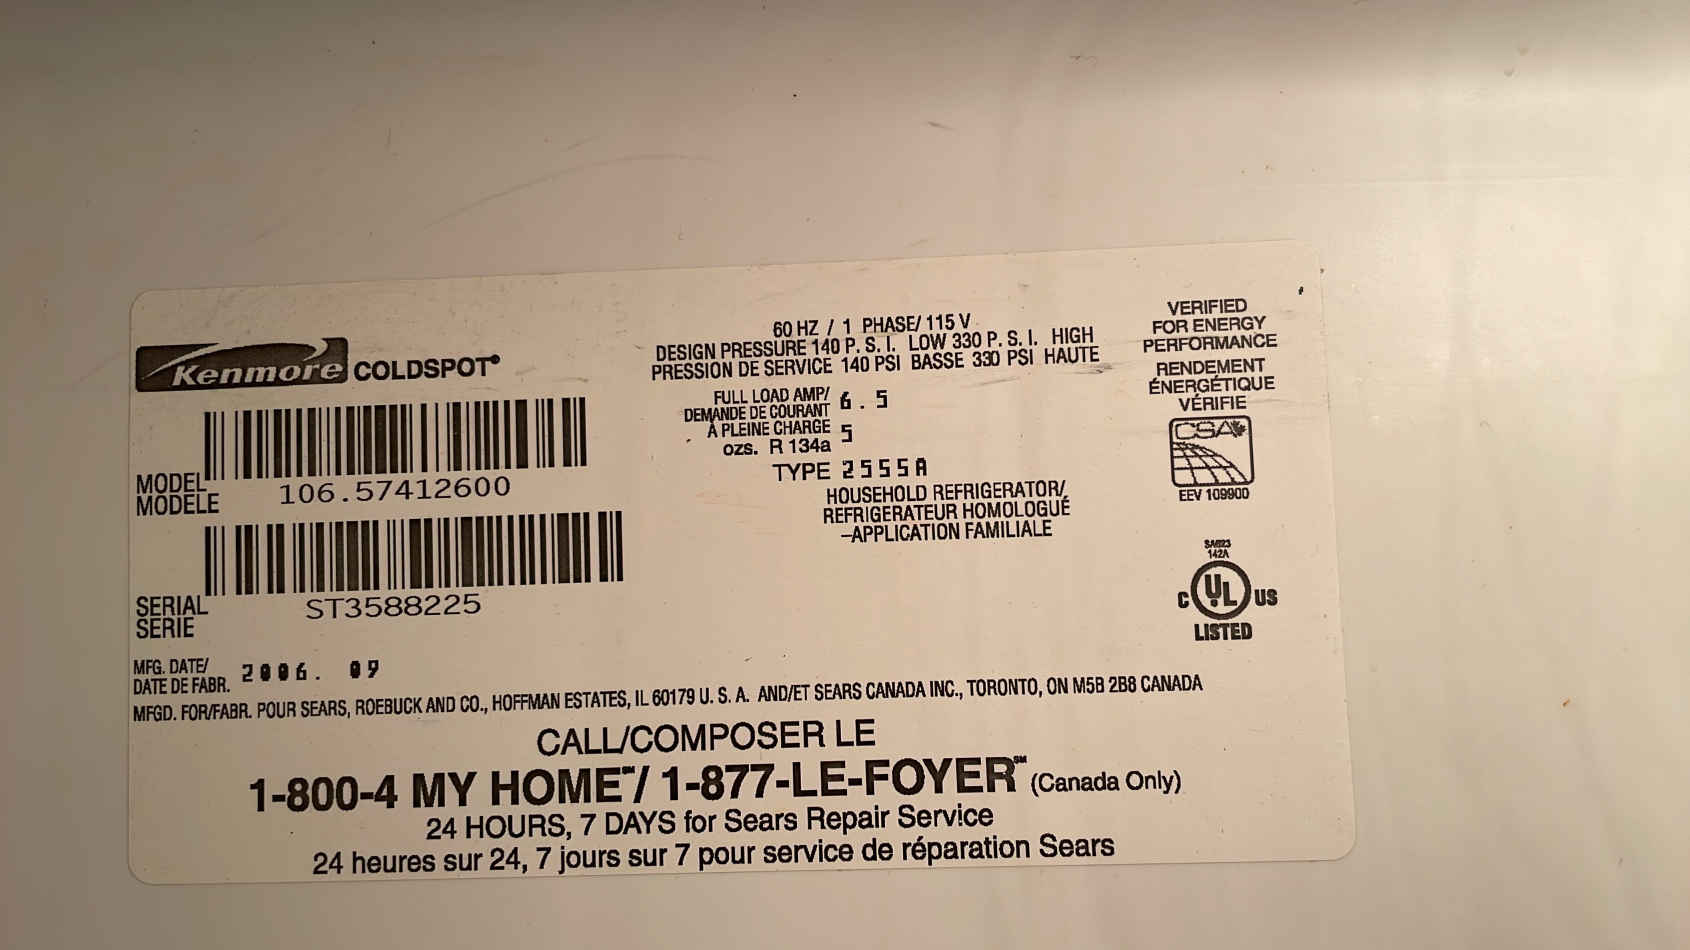 Kenmore COLDSPOT®
MODEL
MODÈLE
106.57412600
SERIAL
SERIE
ST3588225
MFG. DATE/
DATE DE FABR.
2006. 09
60 HZ / 1 PHASE/ 115 V
DESIGN PRESSURE 140 P. S. I. LOW 330 P. S. I. HIGH
PRESSION DE SERVICE 140 PSI BASSE 330 PSI HAUTE
FULL LOAD AMP/
DEMANDE DE COURANT
À PLEINE CHARGE
6.5
OZS. R 134a 5
TYPE 2555A
HOUSEHOLD REFRIGERATOR/
REFRIGERATEUR HOMOLOGUÉ
–APPLICATION FAMILIALE
VERIFIED
FOR ENERGY
PERFORMANCE
RENDEMENT
ÉNERGÉTIQUE
VÉRIFIE
CSA
EEV 109900
SA623
142A
C UL US
LISTED
MFGD. FOR/FABR. POUR SEARS, ROEBUCK AND CO., HOFFMAN ESTATES, IL 60179 U. S. A. AND/ET SEARS CANADA INC., TORONTO, ON M5B 2B8 CANADA
CALL/COMPOSER LE
1-800-4 MY HOME℠/ 1-877-LE-FOYER℠ (Canada Only)
24 HOURS, 7 DAYS for Sears Repair Service
24 heures sur 24, 7 jours sur 7 pour service de réparation Sears